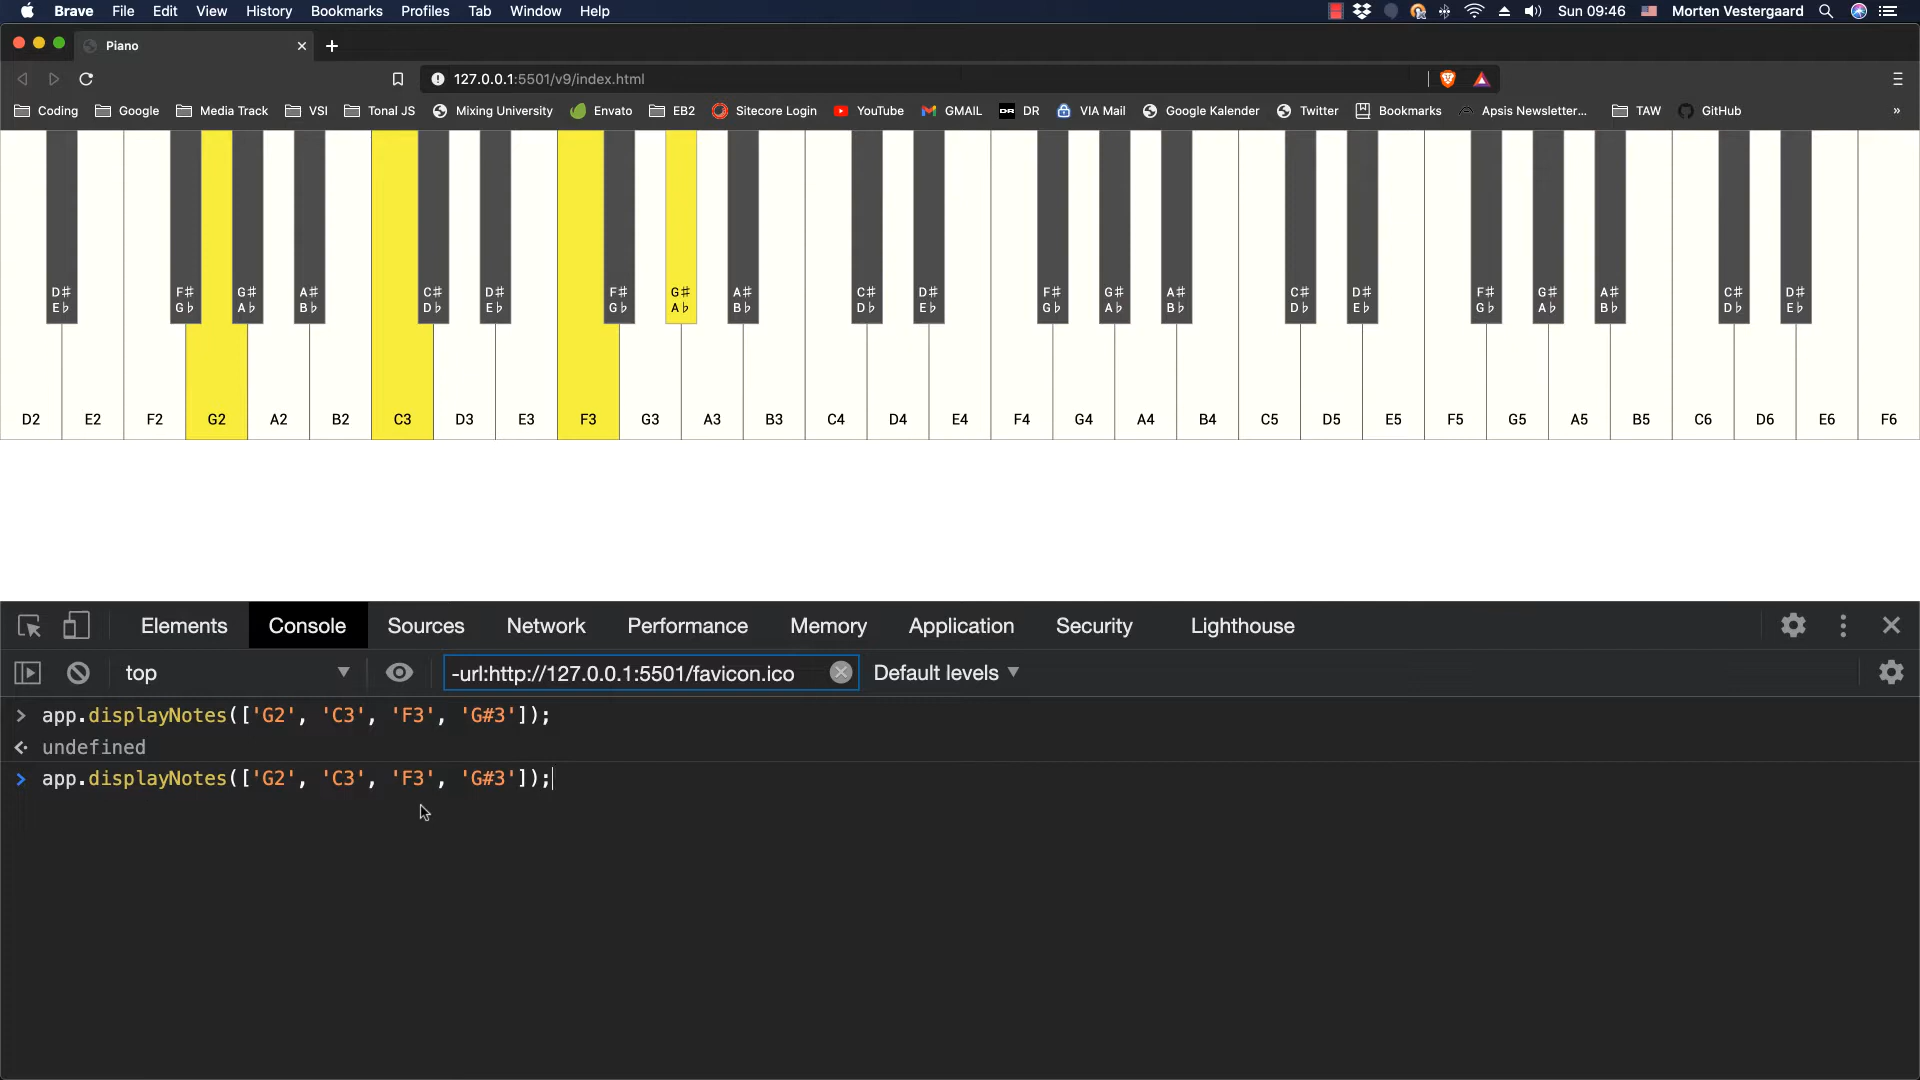 Brave File Edit View History Bookmarks Profiles Tab Window Help Sun 09:46 Morten Vestergaard
Piano
127.0.0.1:5501/v9/index.html
Coding Google Media Track VSI Tonal JS Mixing University Envato EB2 Sitecore Login YouTube GMAIL DR DR VIA Mail Google Kalender Twitter Bookmarks Apsis Newsletter... TAW GitHub »
D♯ F♯ G♯ A♯ C♯ D♯ F♯ G♯ A♯ C♯ D♯ F♯ G♯ A♯ C♯ D♯ F♯ G♯ A♯ C♯ D♯
E♭ G♭ A♭ B♭ D♭ E♭ G♭ A♭ B♭ D♭ E♭ G♭ A♭ B♭ D♭ E♭ G♭ A♭ B♭ D♭ E♭
D2 E2 F2 G2 A2 B2 C3 D3 E3 F3 G3 A3 B3 C4 D4 E4 F4 G4 A4 B4 C5 D5 E5 F5 G5 A5 B5 C6 D6 E6 F6
Elements Console Sources Network Performance Memory Application Security Lighthouse
top -url:http://127.0.0.1:5501/favicon.ico Default levels
> app.displayNotes(['G2', 'C3', 'F3', 'G#3']);
undefined
> app.displayNotes(['G2', 'C3', 'F3', 'G#3']);